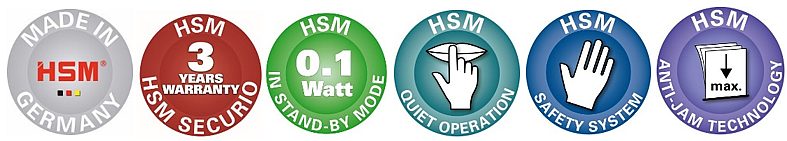 MADE IN
HSM®
GERMANY
HSM
3
YEARS
WARRANTY
HSM SECURIO
HSM
0.1
Watt
IN STAND-BY MODE
HSM
QUIET OPERATION
HSM
SAFETY SYSTEM
HSM
max.
ANTI-JAM TECHNOLOGY